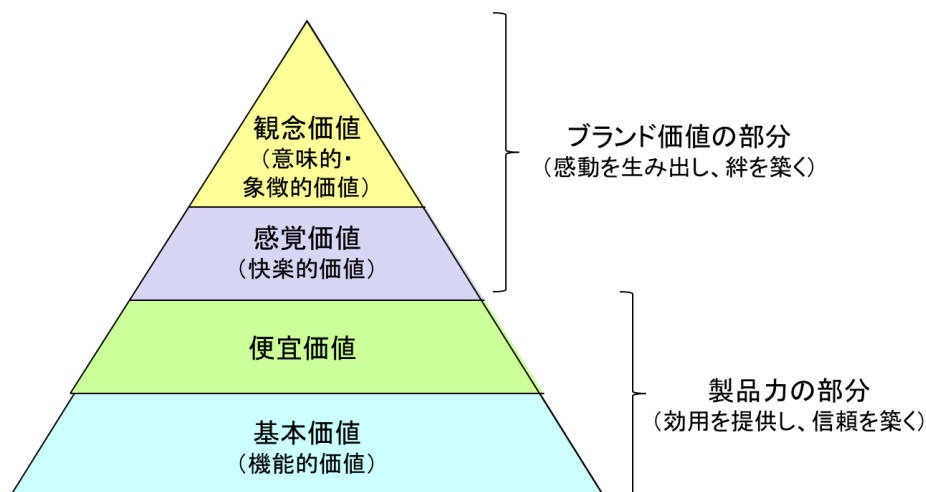 観念価値
（意味的・
象徴的価値）
ブランド価値の部分
（感動を生み出し、絆を築く）
感覚価値
（快楽的価値）
便宜価値
製品力の部分
（効用を提供し、信頼を築く）
基本価値
（機能的価値）